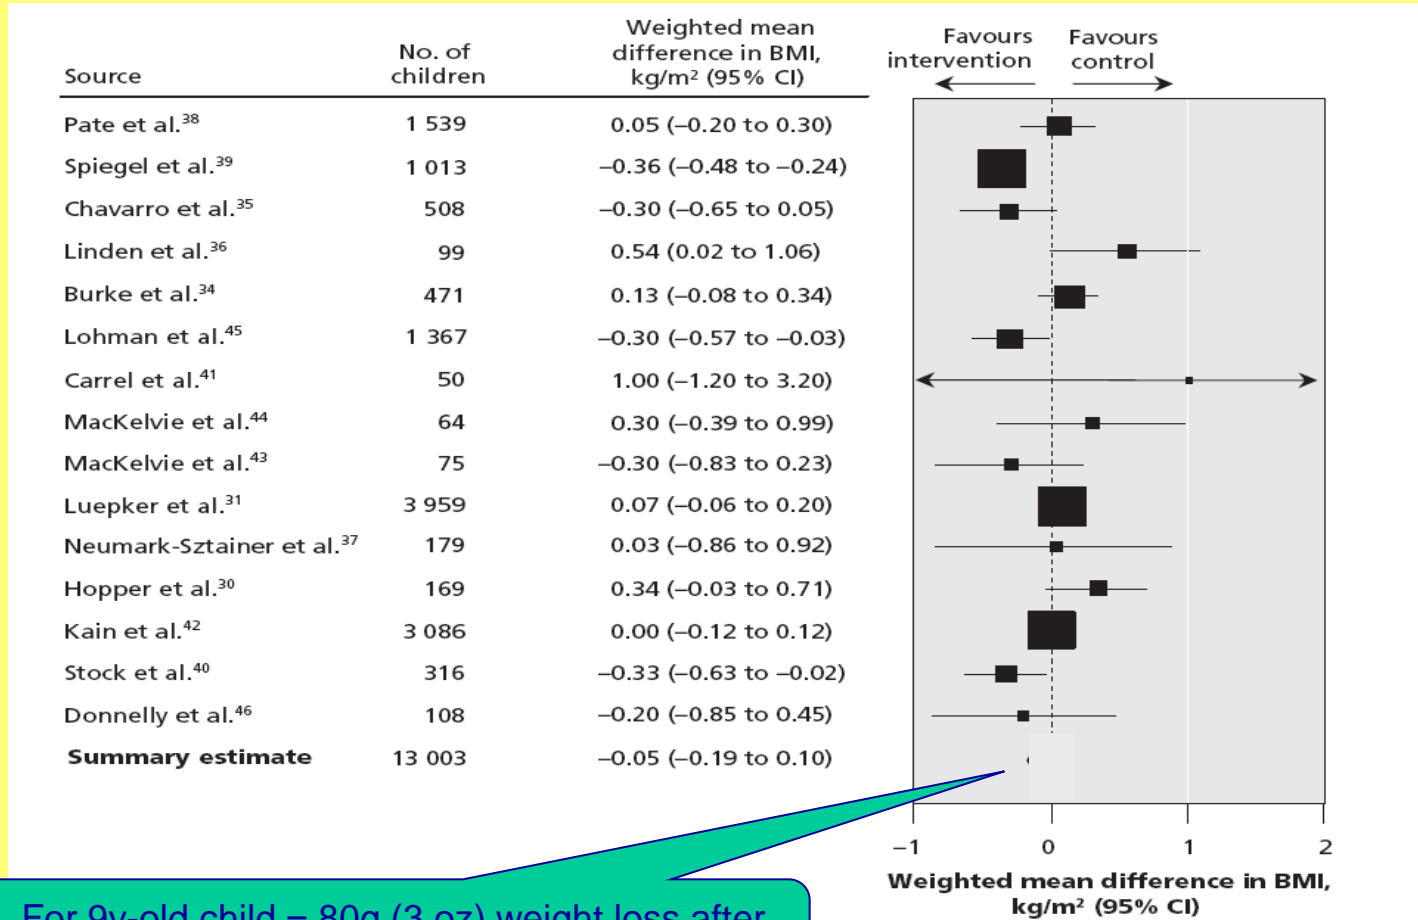 Source No. of children Weighted mean difference in BMI, kg/m² (95% CI)
Favours intervention Favours control
Pate et al.³⁸ 1 539 0.05 (–0.20 to 0.30)
Spiegel et al.³⁹ 1 013 –0.36 (–0.48 to –0.24)
Chavarro et al.³⁵ 508 –0.30 (–0.65 to 0.05)
Linden et al.³⁶ 99 0.54 (0.02 to 1.06)
Burke et al.³⁴ 471 0.13 (–0.08 to 0.34)
Lohman et al.⁴⁵ 1 367 –0.30 (–0.57 to –0.03)
Carrel et al.⁴¹ 50 1.00 (–1.20 to 3.20)
MacKelvie et al.⁴⁴ 64 0.30 (–0.39 to 0.99)
MacKelvie et al.⁴³ 75 –0.30 (–0.83 to 0.23)
Luepker et al.³¹ 3 959 0.07 (–0.06 to 0.20)
Neumark-Sztainer et al.³⁷ 179 0.03 (–0.86 to 0.92)
Hopper et al.³⁰ 169 0.34 (–0.03 to 0.71)
Kain et al.⁴² 3 086 0.00 (–0.12 to 0.12)
Stock et al.⁴⁰ 316 –0.33 (–0.63 to –0.02)
Donnelly et al.⁴⁶ 108 –0.20 (–0.85 to 0.45)
Summary estimate 13 003 –0.05 (–0.19 to 0.10)
–1 0 1 2
Weighted mean difference in BMI,
kg/m² (95% CI)
For 9y-old child = 80g (3 oz) weight loss after